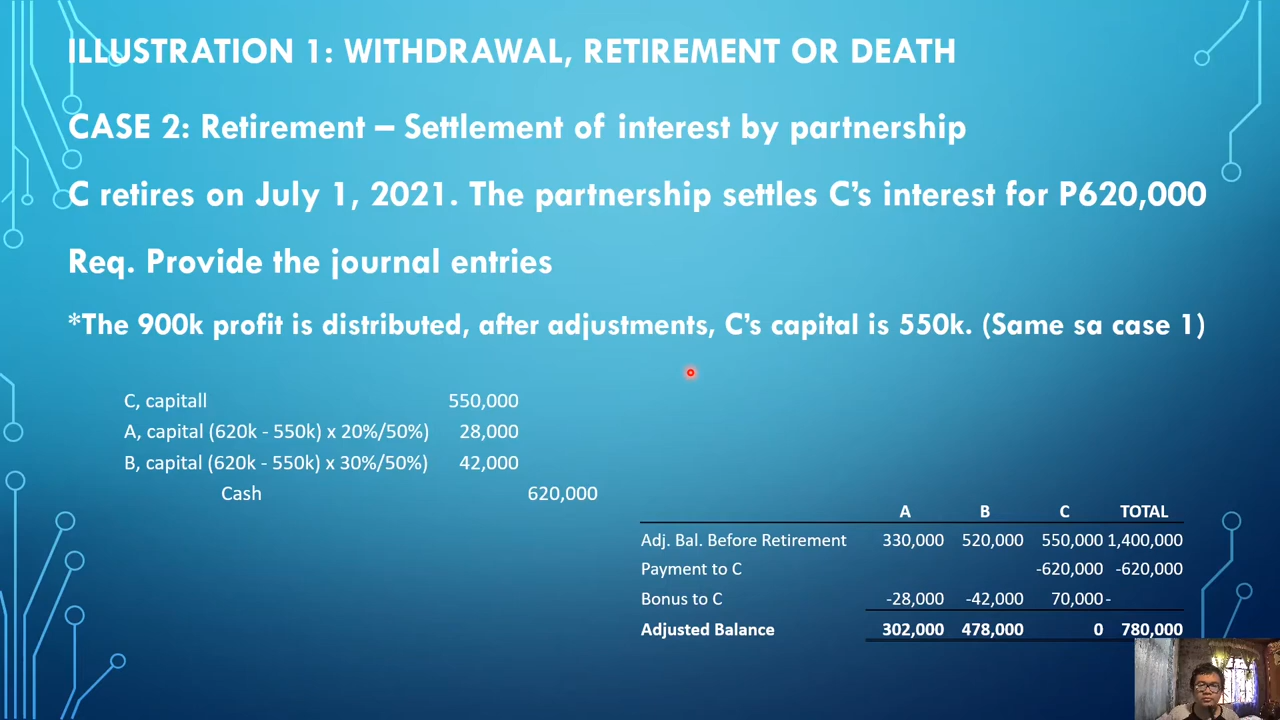 ILLUSTRATION 1: WITHDRAWAL, RETIREMENT OR DEATH
CASE 2: Retirement – Settlement of interest by partnership
C retires on July 1, 2021. The partnership settles C’s interest for P620,000
Req. Provide the journal entries
*The 900k profit is distributed, after adjustments, C’s capital is 550k. (Same sa case 1)
C, capitall 550,000
A, capital (620k - 550k) x 20%/50%) 28,000
B, capital (620k - 550k) x 30%/50%) 42,000
Cash 620,000
A B C TOTAL
Adj. Bal. Before Retirement 330,000 520,000 550,000 1,400,000
Payment to C -620,000 -620,000
Bonus to C -28,000 -42,000 70,000 -
Adjusted Balance 302,000 478,000 0 780,000